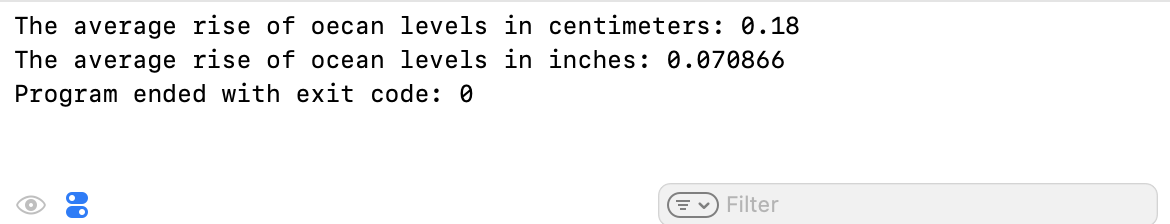 The average rise of oecan levels in centimeters: 0.18
The average rise of ocean levels in inches: 0.070866
Program ended with exit code: 0
Filter